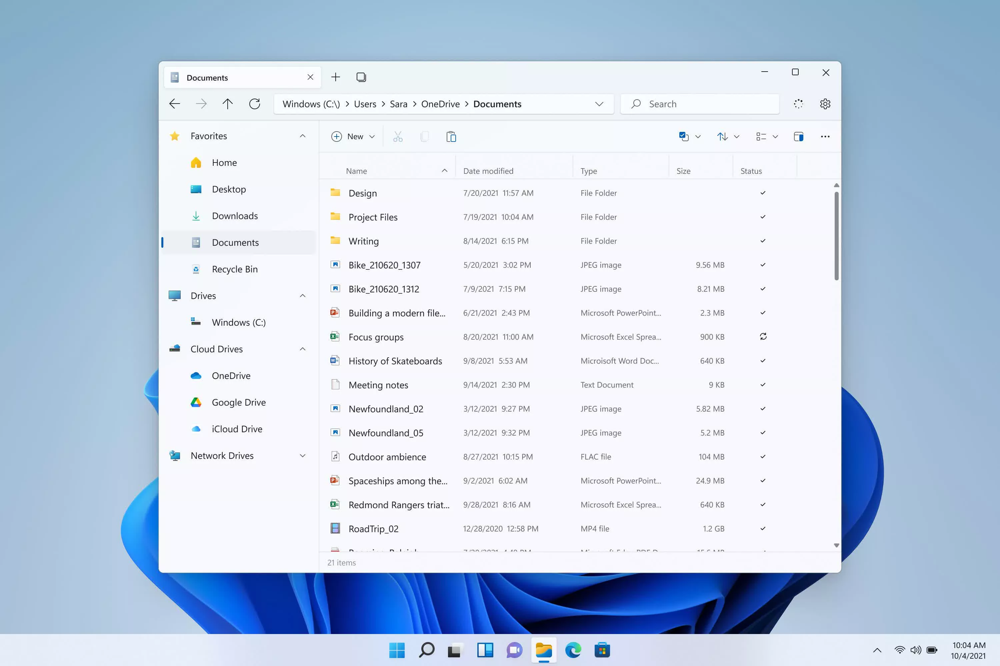 Documents
Windows (C:\) > Users > Sara > OneDrive > Documents
Search
Favorites
Home
Desktop
Downloads
Documents
Recycle Bin
Drives
Windows (C:)
Cloud Drives
OneDrive
Google Drive
iCloud Drive
Network Drives
New
Name Date modified Type Size Status
Design 7/20/2021 11:57 AM File Folder
Project Files 7/19/2021 10:04 AM File Folder
Writing 8/14/2021 6:15 PM File Folder
Bike_210620_1307 5/20/2021 3:02 PM JPEG image 9.56 MB
Bike_210620_1312 7/9/2021 7:15 PM JPEG image 8.21 MB
Building a modern file... 6/21/2021 2:43 PM Microsoft PowerPoint... 2.3 MB
Focus groups 8/20/2021 11:00 AM Microsoft Excel Sprea... 900 KB
History of Skateboards 9/8/2021 5:53 AM Microisoft Word Doc... 640 KB
Meeting notes 9/14/2021 2:30 PM Text Document 9 KB
Newfoundland_02 3/12/2021 9:27 PM JPEG image 5.82 MB
Newfoundland_05 3/12/2021 9:32 PM JPEG image 5.2 MB
Outdoor ambience 8/27/2021 10:15 PM FLAC file 104 MB
Spaceships among the... 9/2/2021 6:02 AM Microsoft PowerPoint... 24.9 MB
Redmond Rangers triat... 9/28/2021 8:16 AM Microsoft Excel Sprea... 640 KB
RoadTrip_02 12/28/2020 12:58 PM MP4 file 1.2 GB
21 items
10:04 AM
10/4/2021